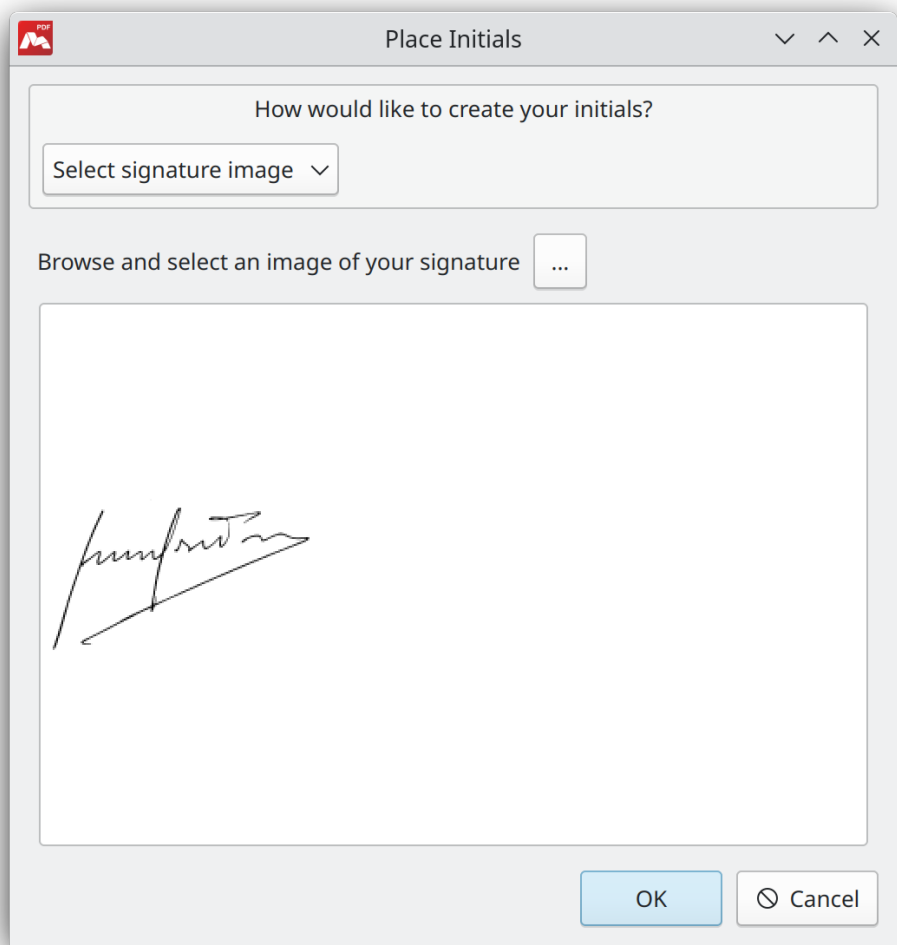 PDF
Place Initials
How would like to create your initials?
Select signature image
Browse and select an image of your signature ...
OK
Cancel